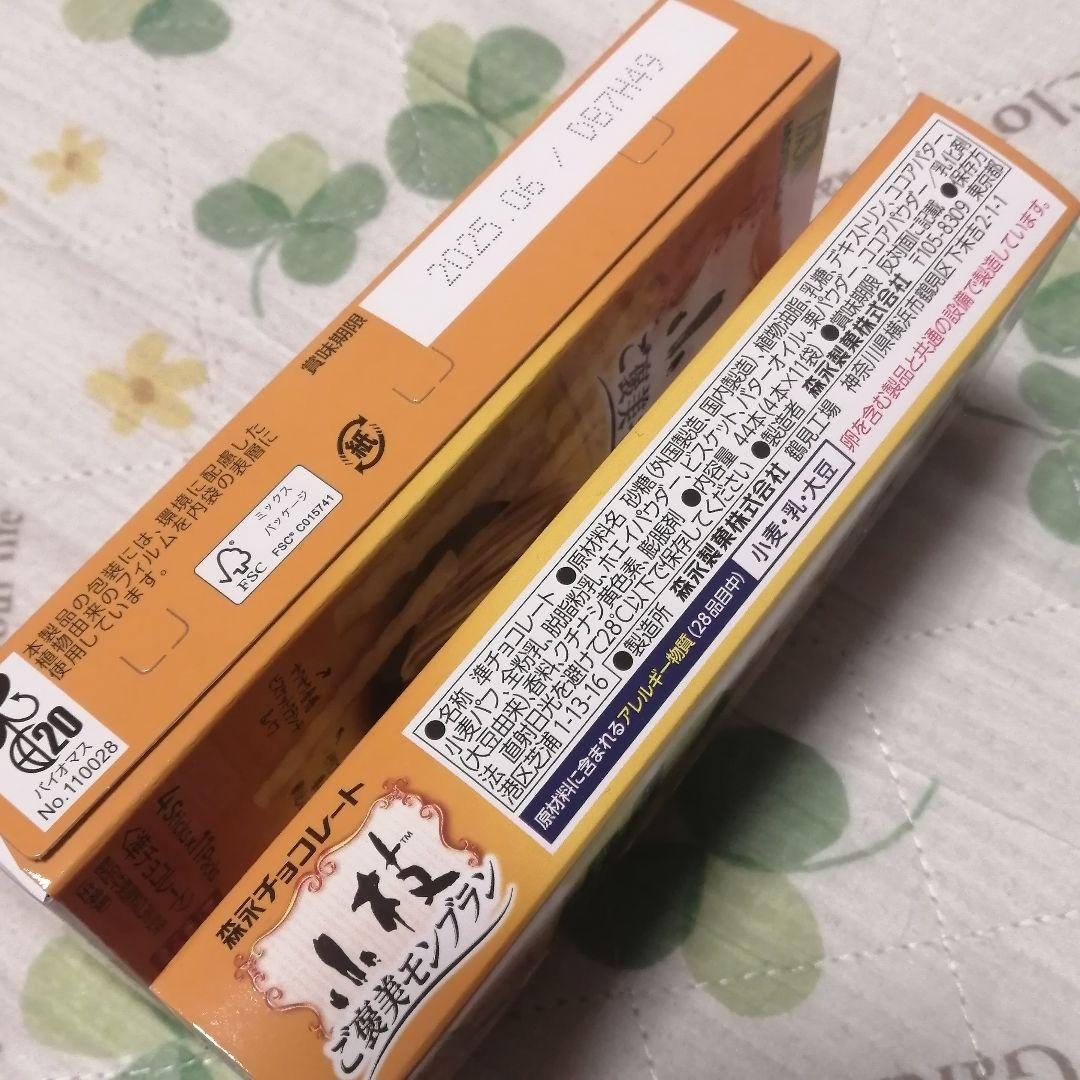 2025.06 / DB7H49
賞味期限
紙
本製品の包装には、環境に配慮した
植物由来のフィルムを内袋の表層に
使用しています。
FSC
ミックス
パッケージ
FSC® C015741
20
バイオマス
No.110028
4Sticks×11Packs
森永チョコレート
小枝™
ご褒美モンブラン
●名称 準チョコレート ●原材料名 砂糖(外国製造、国内製造)、植物油脂、乳糖、デキストリン、ココアバター、
小麦パフ、全粉乳、脱脂粉乳、ホエイパウダー、ビスケット、バターオイル、栗パウダー、ココアパウダー／乳化剤
(大豆由来)、香料、クチナシ黄色素、膨脹剤 ●内容量 44本(4本×11袋) ●賞味期限 反対面に記載 ●保存方
法 直射日光を避けて28℃以下で保存してください ●製造者 森永製菓株式会社 〒105-8309 東京都
港区芝浦1-13-16 ●製造所 森永製菓株式会社 鶴見工場 神奈川県横浜市鶴見区下末吉2-1-1
原材料に含まれるアレルギー物質(28品目中) 小麦・乳・大豆
卵を含む製品と共通の設備で製造しています。